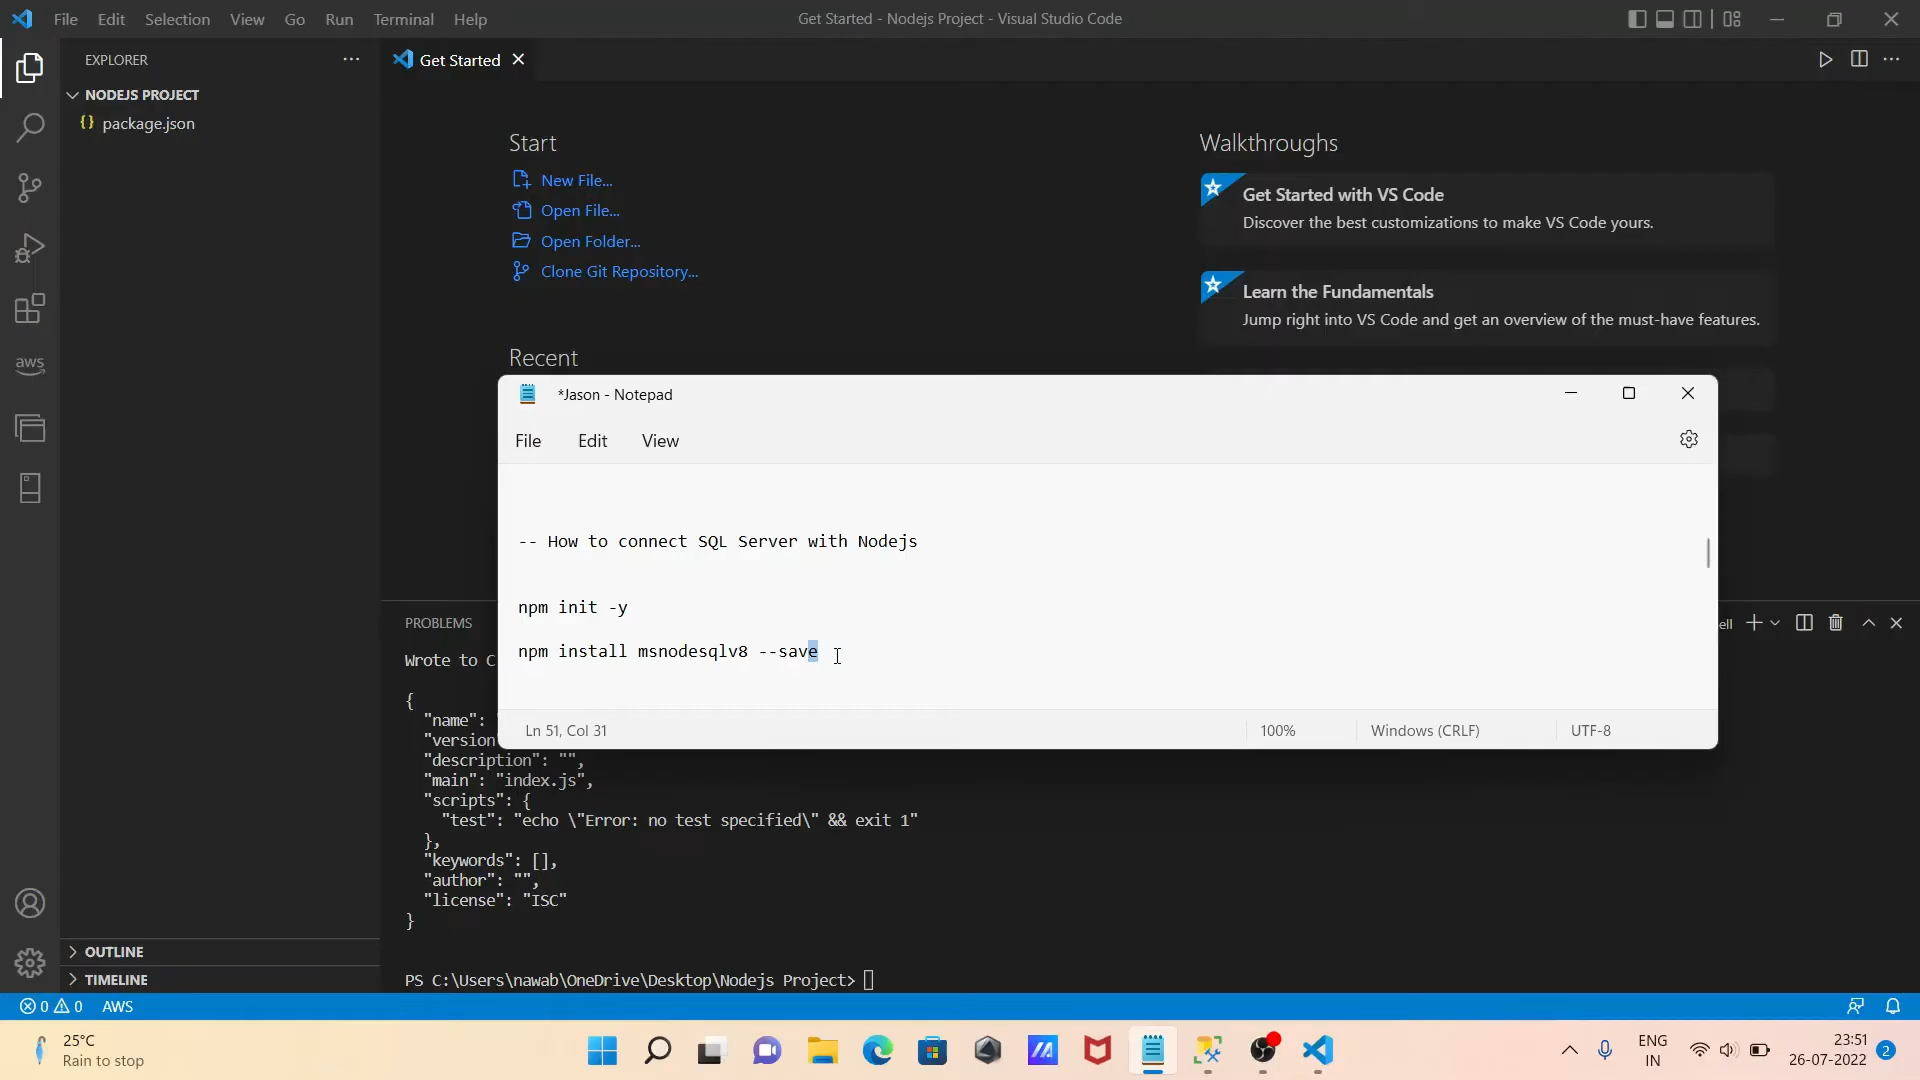 File Edit Selection View Go Run Terminal Help
Get Started - Nodejs Project - Visual Studio Code
EXPLORER
Get Started
NODEJS PROJECT
{} package.json
Start
New File...
Open File...
Open Folder...
Clone Git Repository...
Recent
Walkthroughs
Get Started with VS Code
Discover the best customizations to make VS Code yours.
Learn the Fundamentals
Jump right into VS Code and get an overview of the must-have features.
aws
*Jason - Notepad
File Edit View
-- How to connect SQL Server with Nodejs
npm init -y
npm install msnodesqlv8 --save
Ln 51, Col 31
100%
Windows (CRLF)
UTF-8
PROBLEMS
ell
Wrote to C
{
"name": "
"version"
"description": "",
"main": "index.js",
"scripts": {
"test": "echo \"Error: no test specified\" && exit 1"
},
"keywords": [],
"author": "",
"license": "ISC"
}
PS C:\Users\nawab\OneDrive\Desktop\Nodejs Project>
OUTLINE
TIMELINE
0 0 AWS
25°C
Rain to stop
ENG
IN
23:51
26-07-2022
2